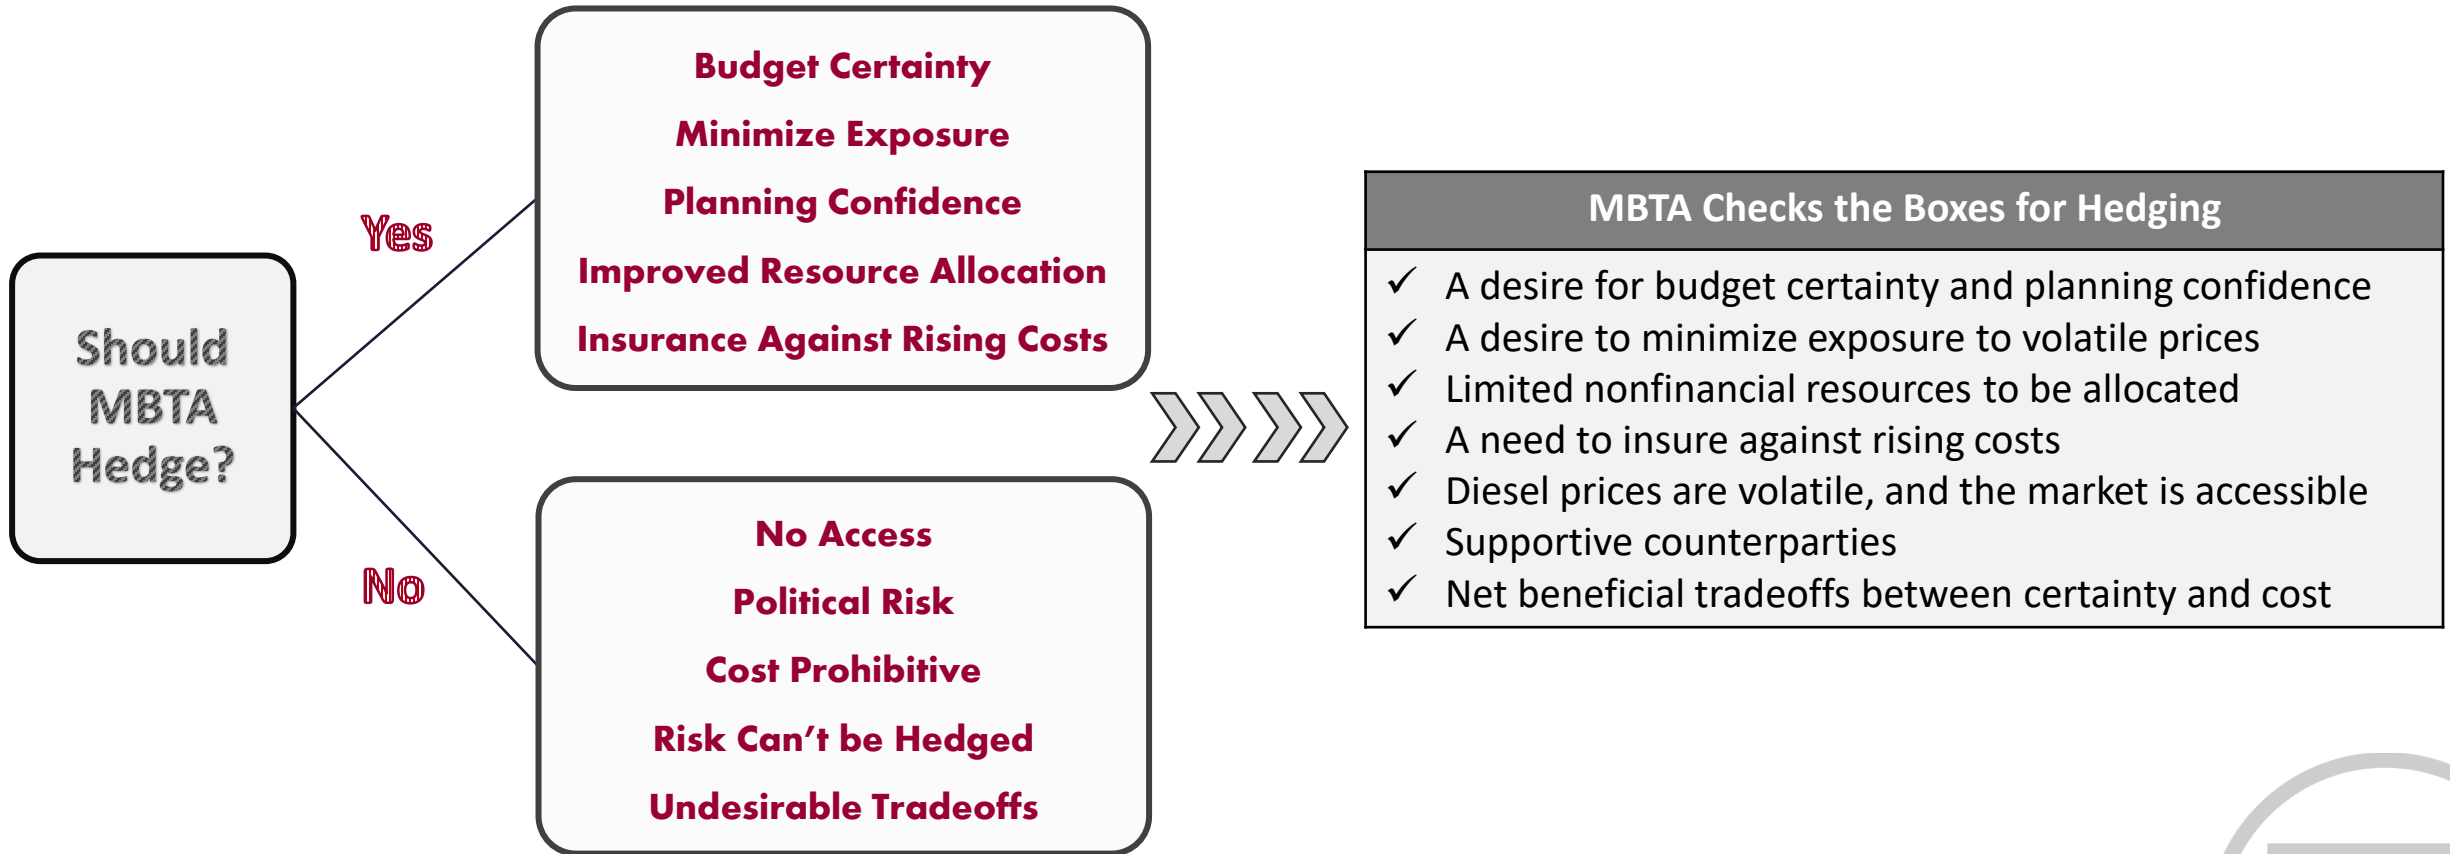 Should
MBTA
Hedge?
Yes
Budget Certainty
Minimize Exposure
Planning Confidence
Improved Resource Allocation
Insurance Against Rising Costs
No
No Access
Political Risk
Cost Prohibitive
Risk Can’t be Hedged
Undesirable Tradeoffs
MBTA Checks the Boxes for Hedging
✓ A desire for budget certainty and planning confidence
✓ A desire to minimize exposure to volatile prices
✓ Limited nonfinancial resources to be allocated
✓ A need to insure against rising costs
✓ Diesel prices are volatile, and the market is accessible
✓ Supportive counterparties
✓ Net beneficial tradeoffs between certainty and cost